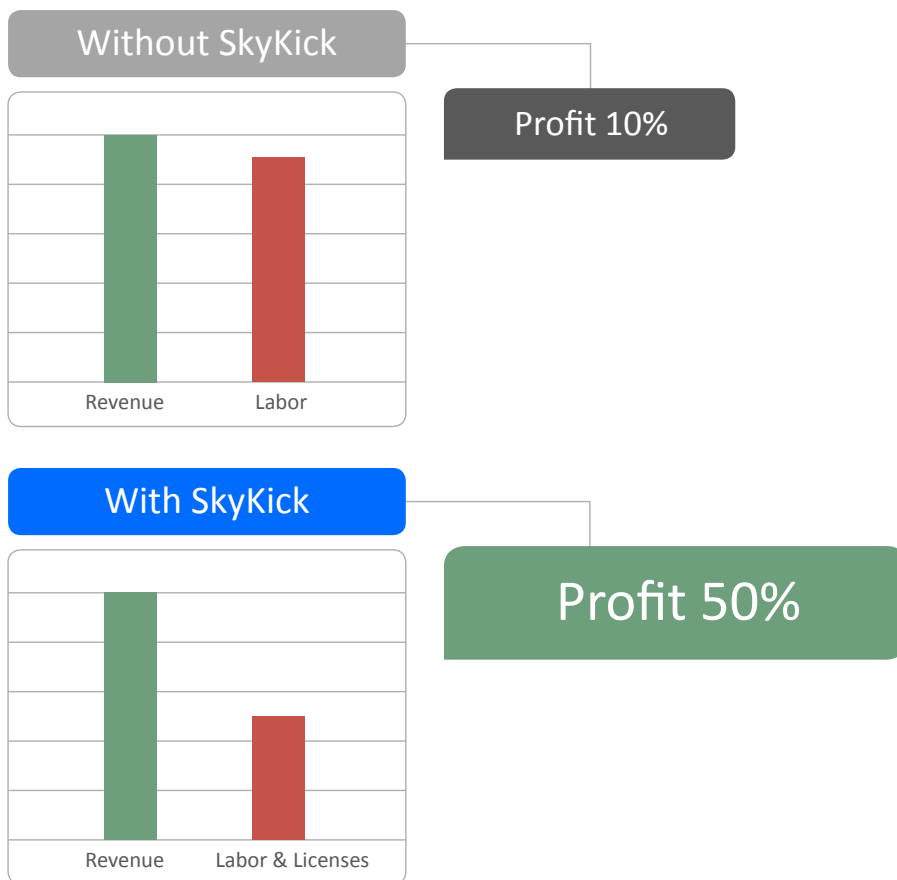 Without SkyKick
Profit 10%
Revenue
Labor
With SkyKick
Profit 50%
Revenue
Labor & Licenses